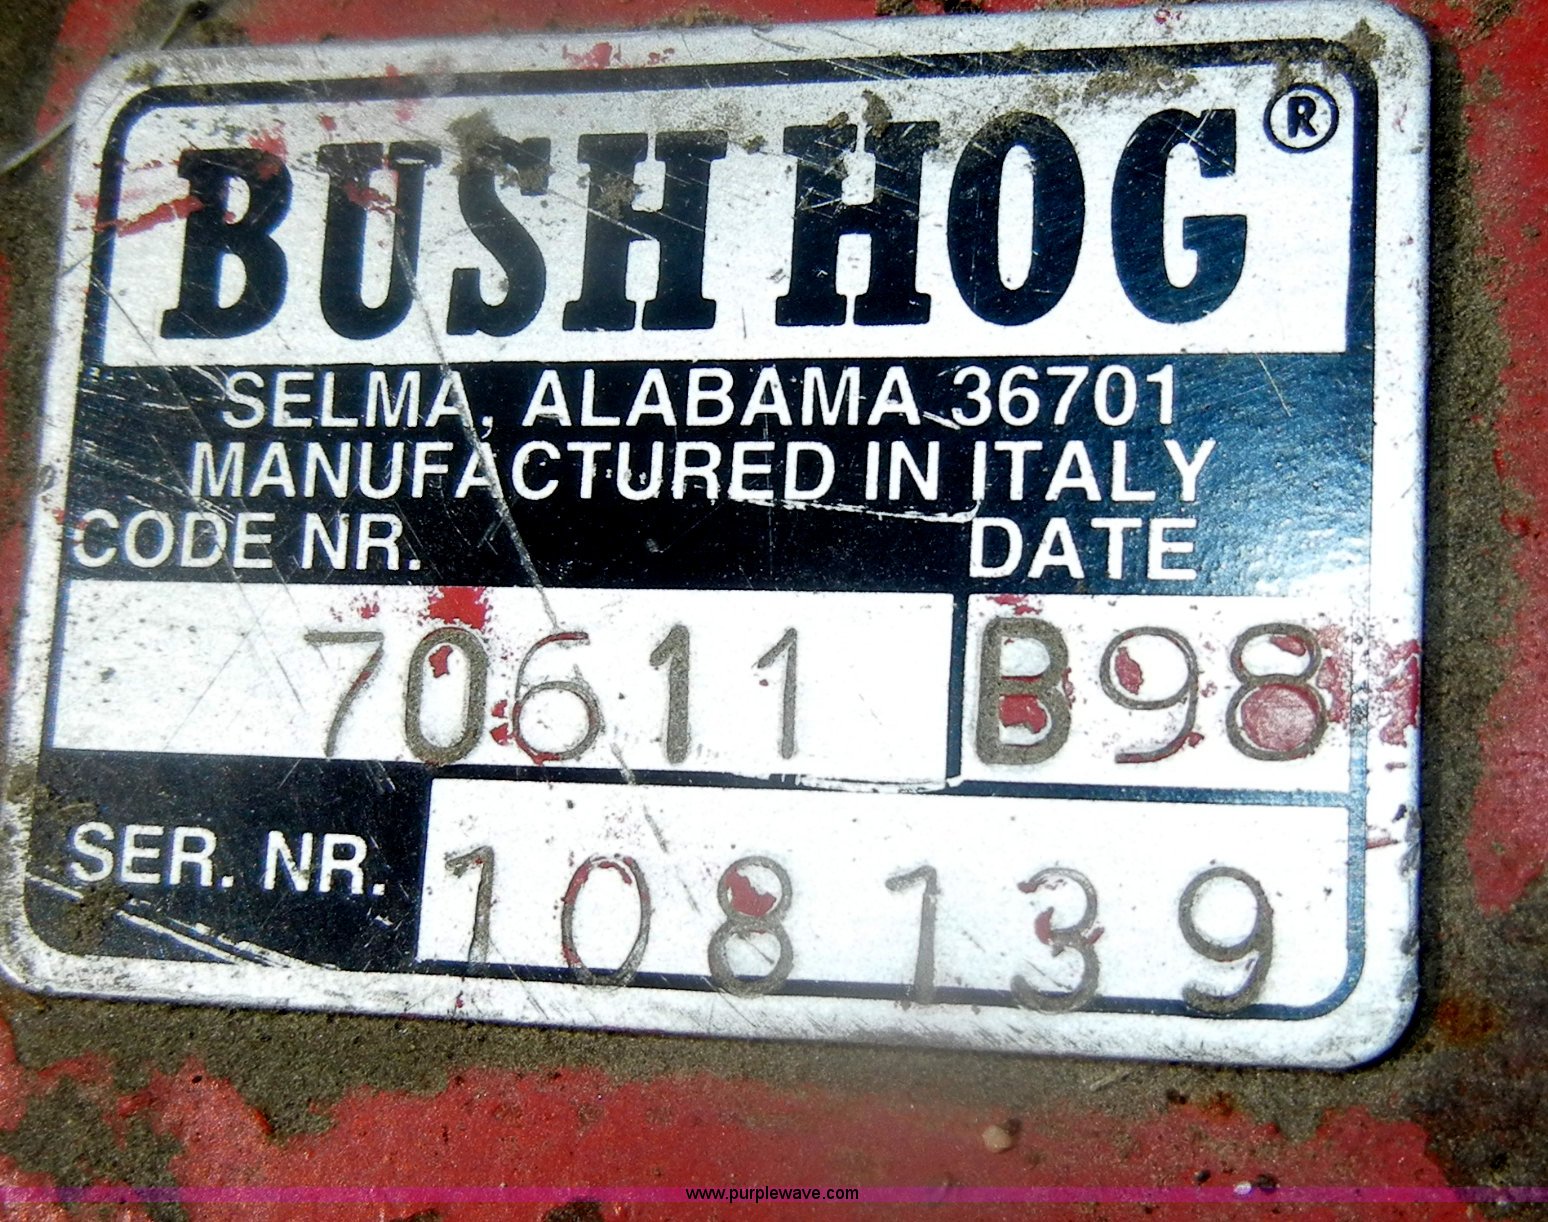 BUSH HOG®
SELMA, ALABAMA 36701
MANUFACTURED IN ITALY
CODE NR. DATE
70611 B98
SER. NR. 108139
www.purplewave.com